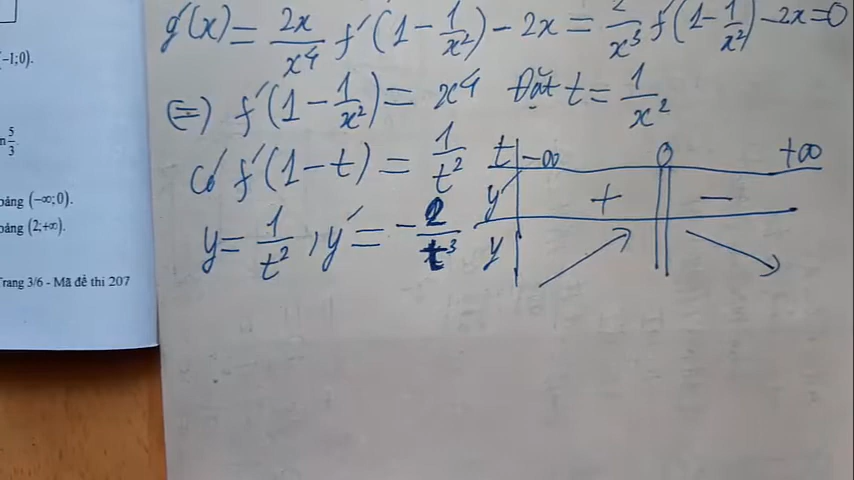 -1;0).
5
3
(-∞;0).
(2;+∞).
Trang 3/6 - Mã đề thi 207
g'(x) = 2x/x⁴ f'(1 - 1/x²) - 2x = 2/x³ f'(1 - 1/x²) - 2x = 0
(=) f'(1 - 1/x²) = x⁴ Đặt t = 1/x²
Có f'(1 - t) = 1/t²
y = 1/t², y' = -2/t³
t -∞ 0 +∞
y' + -
y